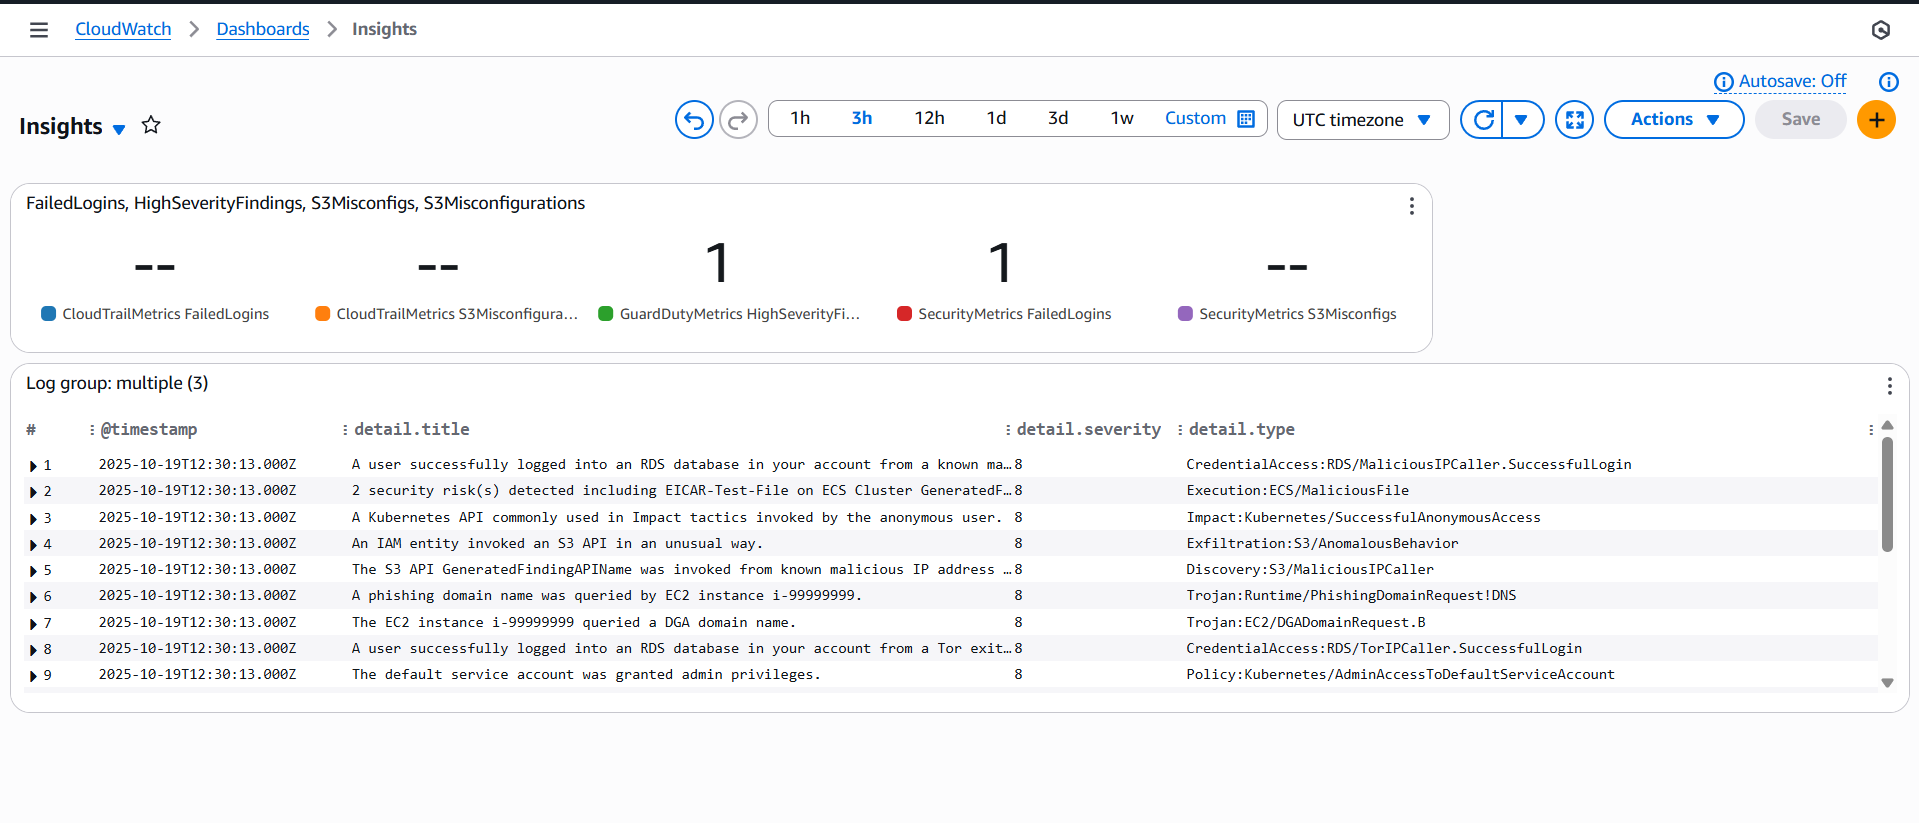 CloudWatch > Dashboards > Insights
Autosave: Off
Insights 1h 3h 12h 1d 3d 1w Custom UTC timezone Actions Save
FailedLogins, HighSeverityFindings, S3Misconfigs, S3Misconfigurations
-- -- 1 1 --
CloudTrailMetrics FailedLogins CloudTrailMetrics S3Misconfigura... GuardDutyMetrics HighSeverityFi... SecurityMetrics FailedLogins SecurityMetrics S3Misconfigs
Log group: multiple (3)
# @timestamp detail.title detail.severity detail.type
1 2025-10-19T12:30:13.000Z A user successfully logged into an RDS database in your account from a known ma… 8 CredentialAccess:RDS/MaliciousIPCaller.SuccessfulLogin
2 2025-10-19T12:30:13.000Z 2 security risk(s) detected including EICAR-Test-File on ECS Cluster GeneratedF… 8 Execution:ECS/MaliciousFile
3 2025-10-19T12:30:13.000Z A Kubernetes API commonly used in Impact tactics invoked by the anonymous user. 8 Impact:Kubernetes/SuccessfulAnonymousAccess
4 2025-10-19T12:30:13.000Z An IAM entity invoked an S3 API in an unusual way. 8 Exfiltration:S3/AnomalousBehavior
5 2025-10-19T12:30:13.000Z The S3 API GeneratedFindingAPIName was invoked from known malicious IP address … 8 Discovery:S3/MaliciousIPCaller
6 2025-10-19T12:30:13.000Z A phishing domain name was queried by EC2 instance i-99999999. 8 Trojan:Runtime/PhishingDomainRequest!DNS
7 2025-10-19T12:30:13.000Z The EC2 instance i-99999999 queried a DGA domain name. 8 Trojan:EC2/DGADomainRequest.B
8 2025-10-19T12:30:13.000Z A user successfully logged into an RDS database in your account from a Tor exit… 8 CredentialAccess:RDS/TorIPCaller.SuccessfulLogin
9 2025-10-19T12:30:13.000Z The default service account was granted admin privileges. 8 Policy:Kubernetes/AdminAccessToDefaultServiceAccount